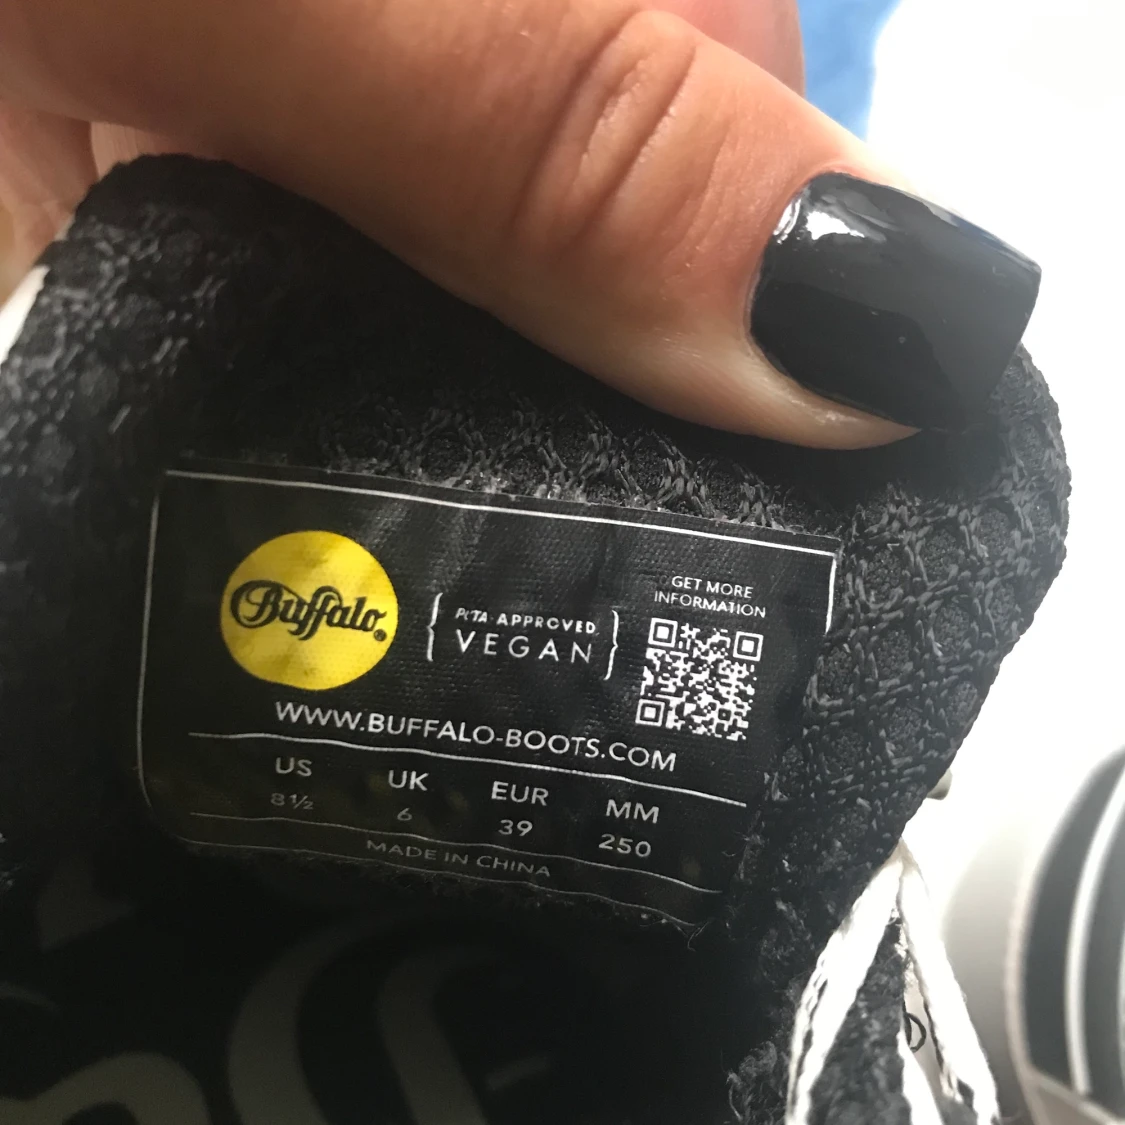 Buffalo®
PETA-APPROVED
VEGAN
GET MORE
INFORMATION
WWW.BUFFALO-BOOTS.COM
US UK EUR MM
8½ 6 39 250
MADE IN CHINA